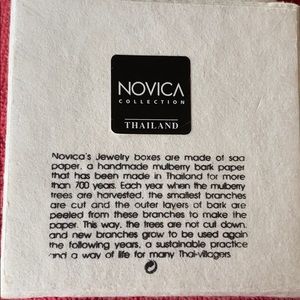 NOVICA
COLLECTION
THAILAND
Novica's Jewelry boxes are made of saa
paper, a handmade mulberry bark paper
that has been made in Thailand for more
than 700 years. Each year when the mulberry
trees are harvested, the smallest branches
are cut and the outer layers of bark are
peeled from these branches to make the
paper. This way, the trees are not cut down,
and new branches grow to be used again
the following years, a sustainable practice
and a way of life for many Thai-villagers